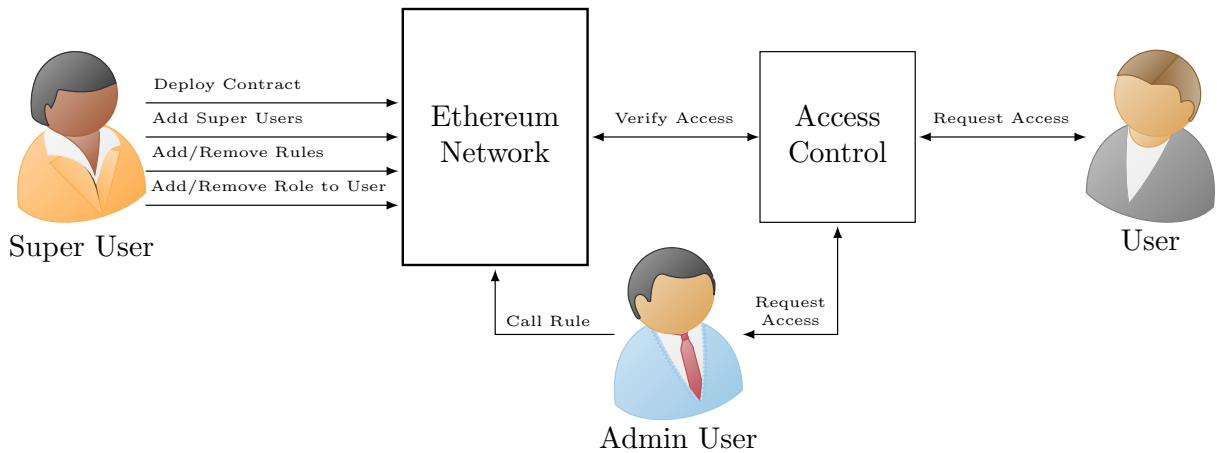 Deploy Contract
Add Super Users
Add/Remove Rules
Add/Remove Role to User
Super User
Ethereum
Network
Verify Access
Access
Control
Request Access
User
Call Rule
Request
Access
Admin User